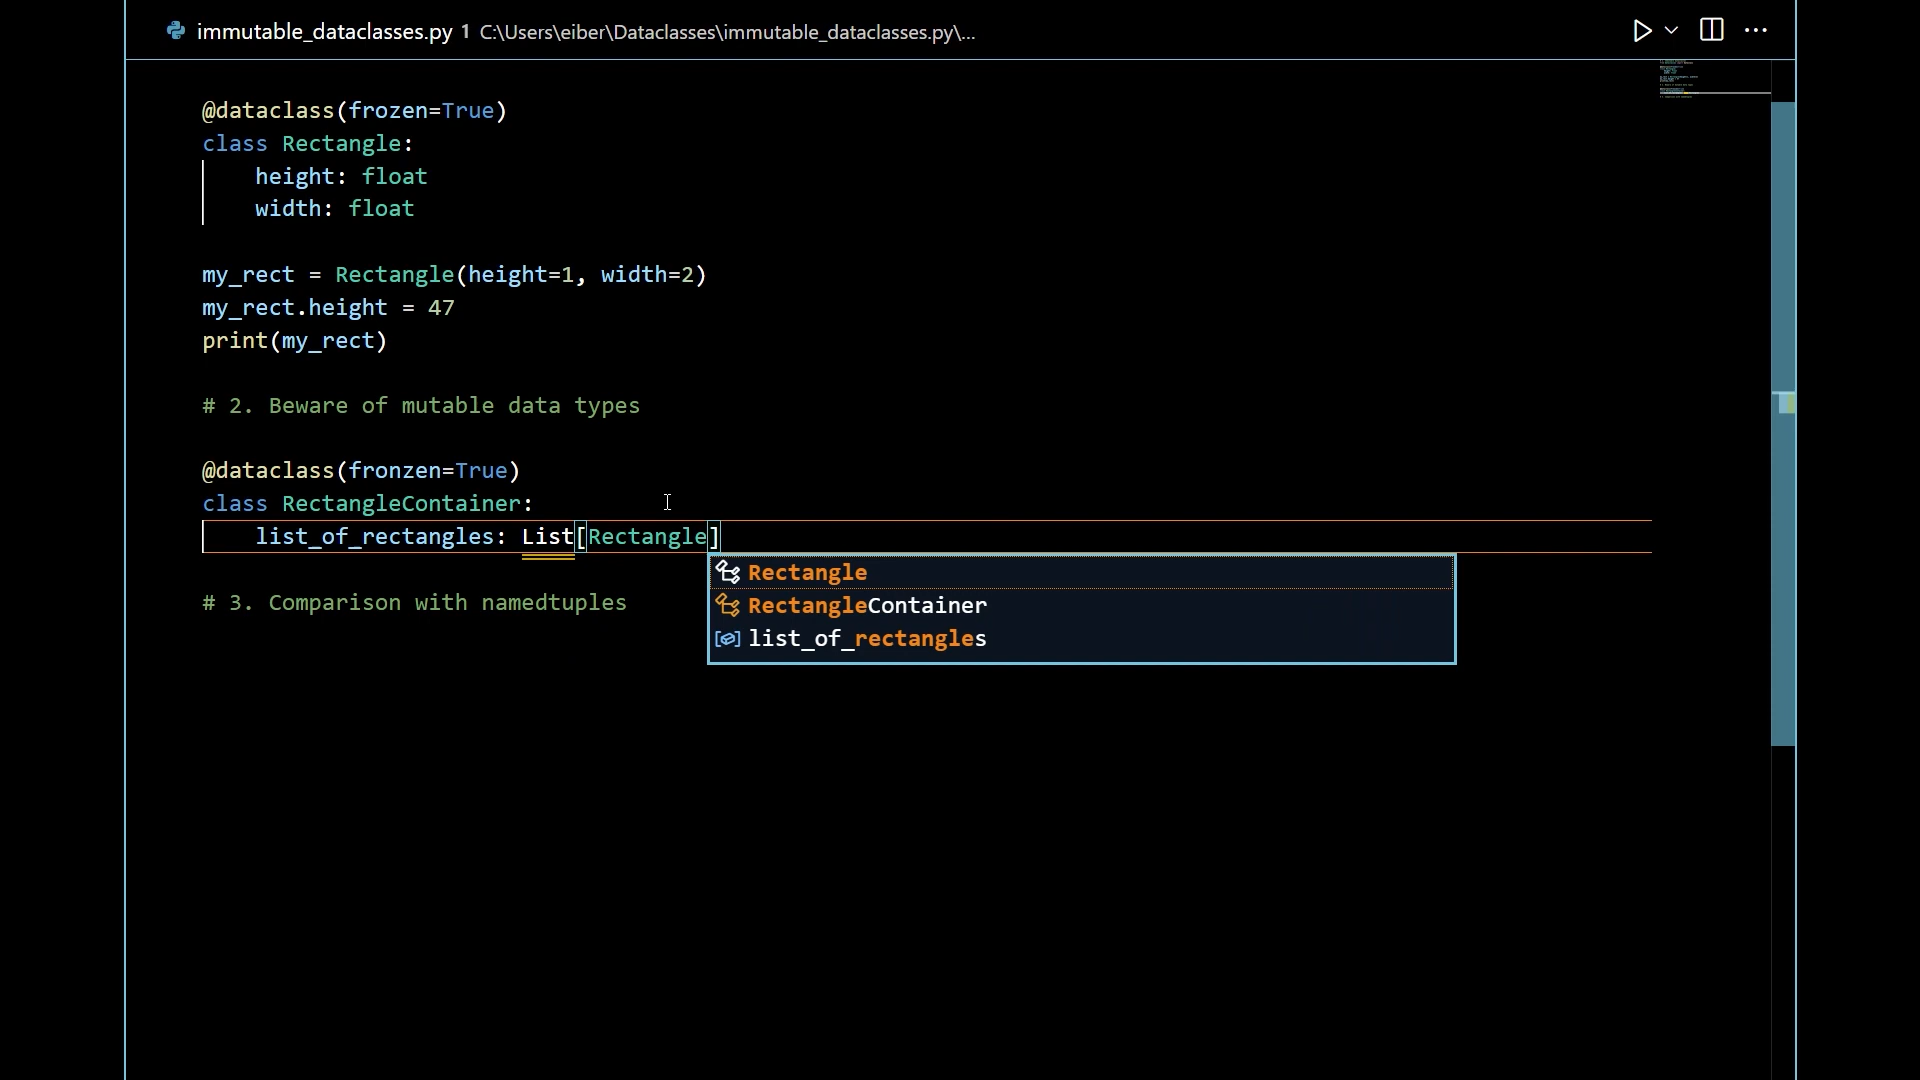 immutable_dataclasses.py 1 C:\Users\eiber\Dataclasses\immutable_dataclasses.py\...
@dataclass(frozen=True)
class Rectangle:
    height: float
    width: float
my_rect = Rectangle(height=1, width=2)
my_rect.height = 47
print(my_rect)
# 2. Beware of mutable data types
@dataclass(fronzen=True)
class RectangleContainer:
    list_of_rectangles: List[Rectangle]
Rectangle
RectangleContainer
list_of_rectangles
# 3. Comparison with namedtuples